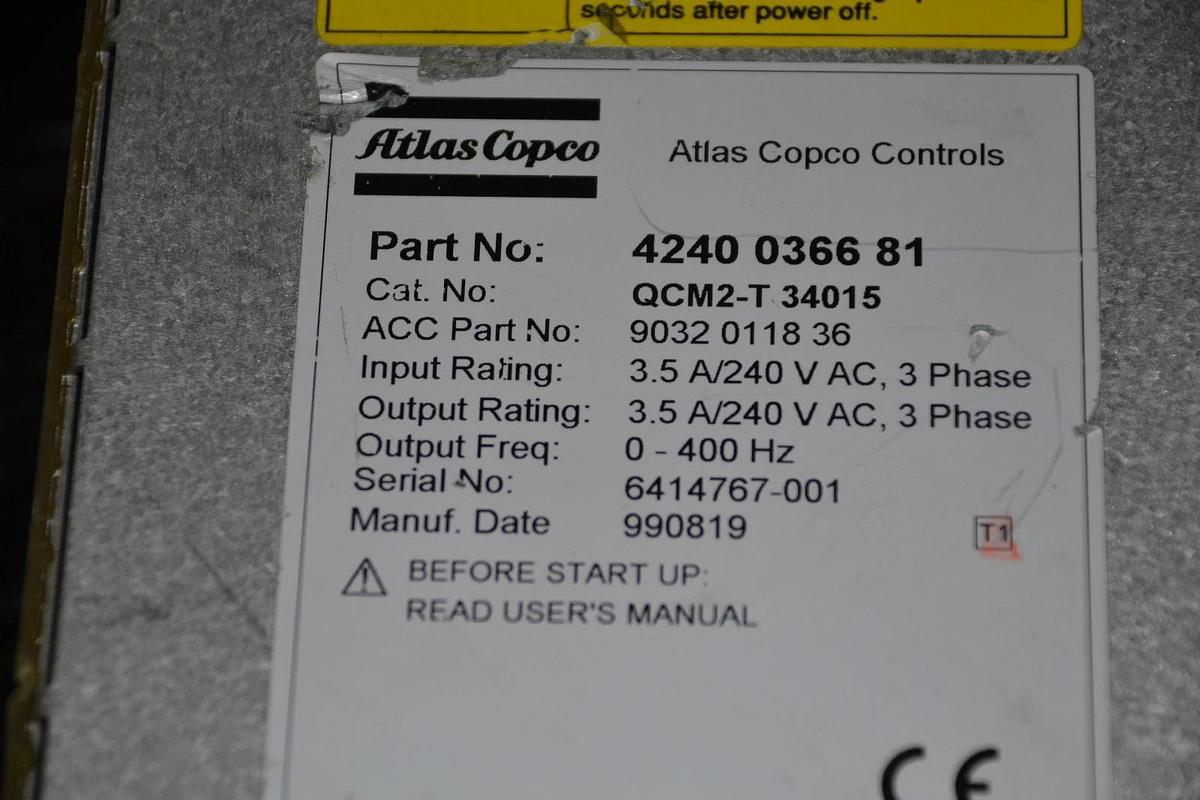 seconds after power off.
Atlas Copco
Atlas Copco Controls
Part No: 4240 0366 81
Cat. No: QCM2-T 34015
ACC Part No: 9032 0118 36
Input Rating: 3.5 A/240 V AC, 3 Phase
Output Rating: 3.5 A/240 V AC, 3 Phase
Output Freq: 0 - 400 Hz
Serial No: 6414767-001
Manuf. Date 990819
T1
BEFORE START UP:
READ USER'S MANUAL
CE